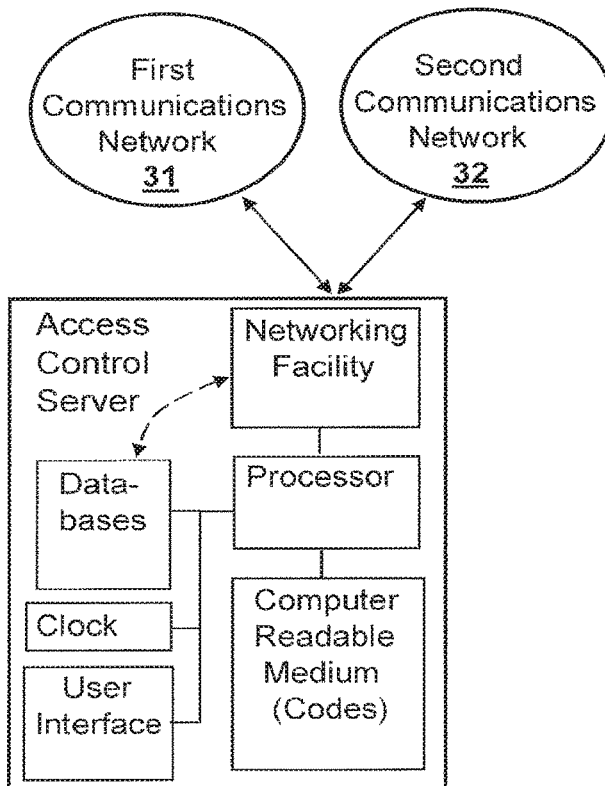 First
Communications
Network
31
Second
Communications
Network
32
Access
Control
Server
Networking
Facility
Data-
bases
Processor
Clock
User
Interface
Computer
Readable
Medium
(Codes)